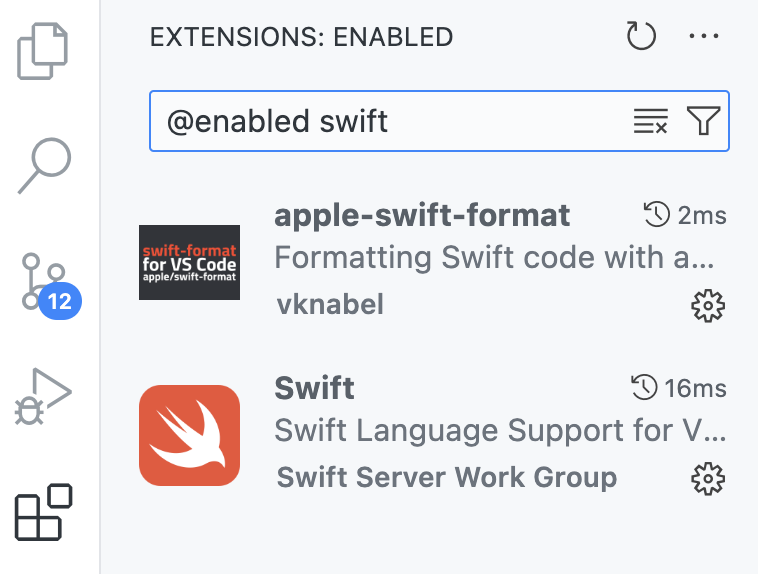 EXTENSIONS: ENABLED
@enabled swift
apple-swift-format 2ms
swift-format
for VS Code
apple/swift-format
Formatting Swift code with a...
vknabel
12
Swift 16ms
Swift Language Support for V...
Swift Server Work Group